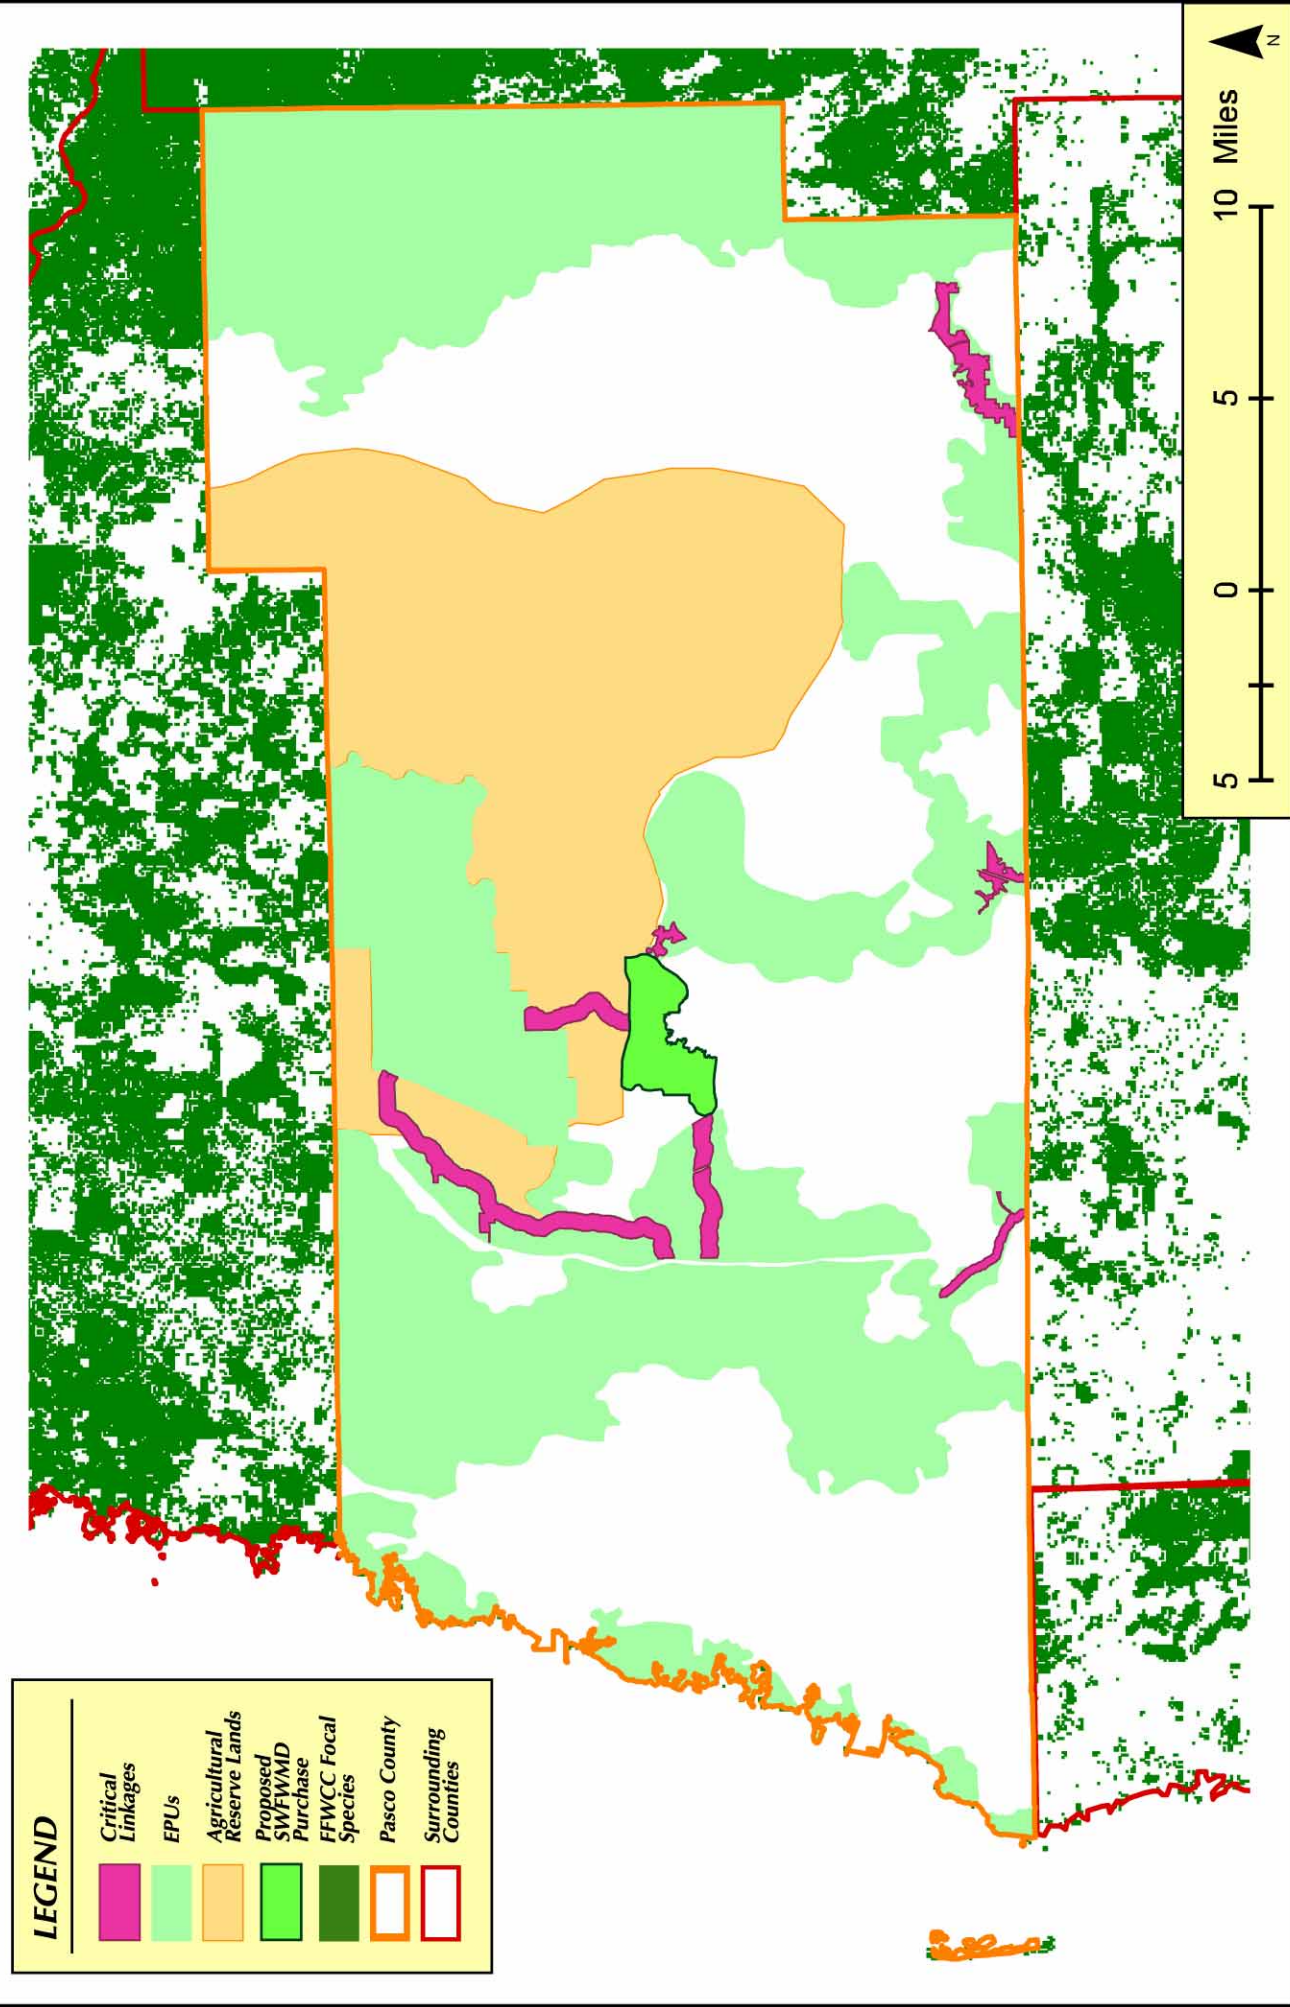 LEGEND
Critical
Linkages
EPUs
Agricultural
Reserve Lands
Proposed
SWFWMD
Purchase
FFWCC Focal
Species
Pasco County
Surrounding
Counties
5 0 5 10 Miles
N